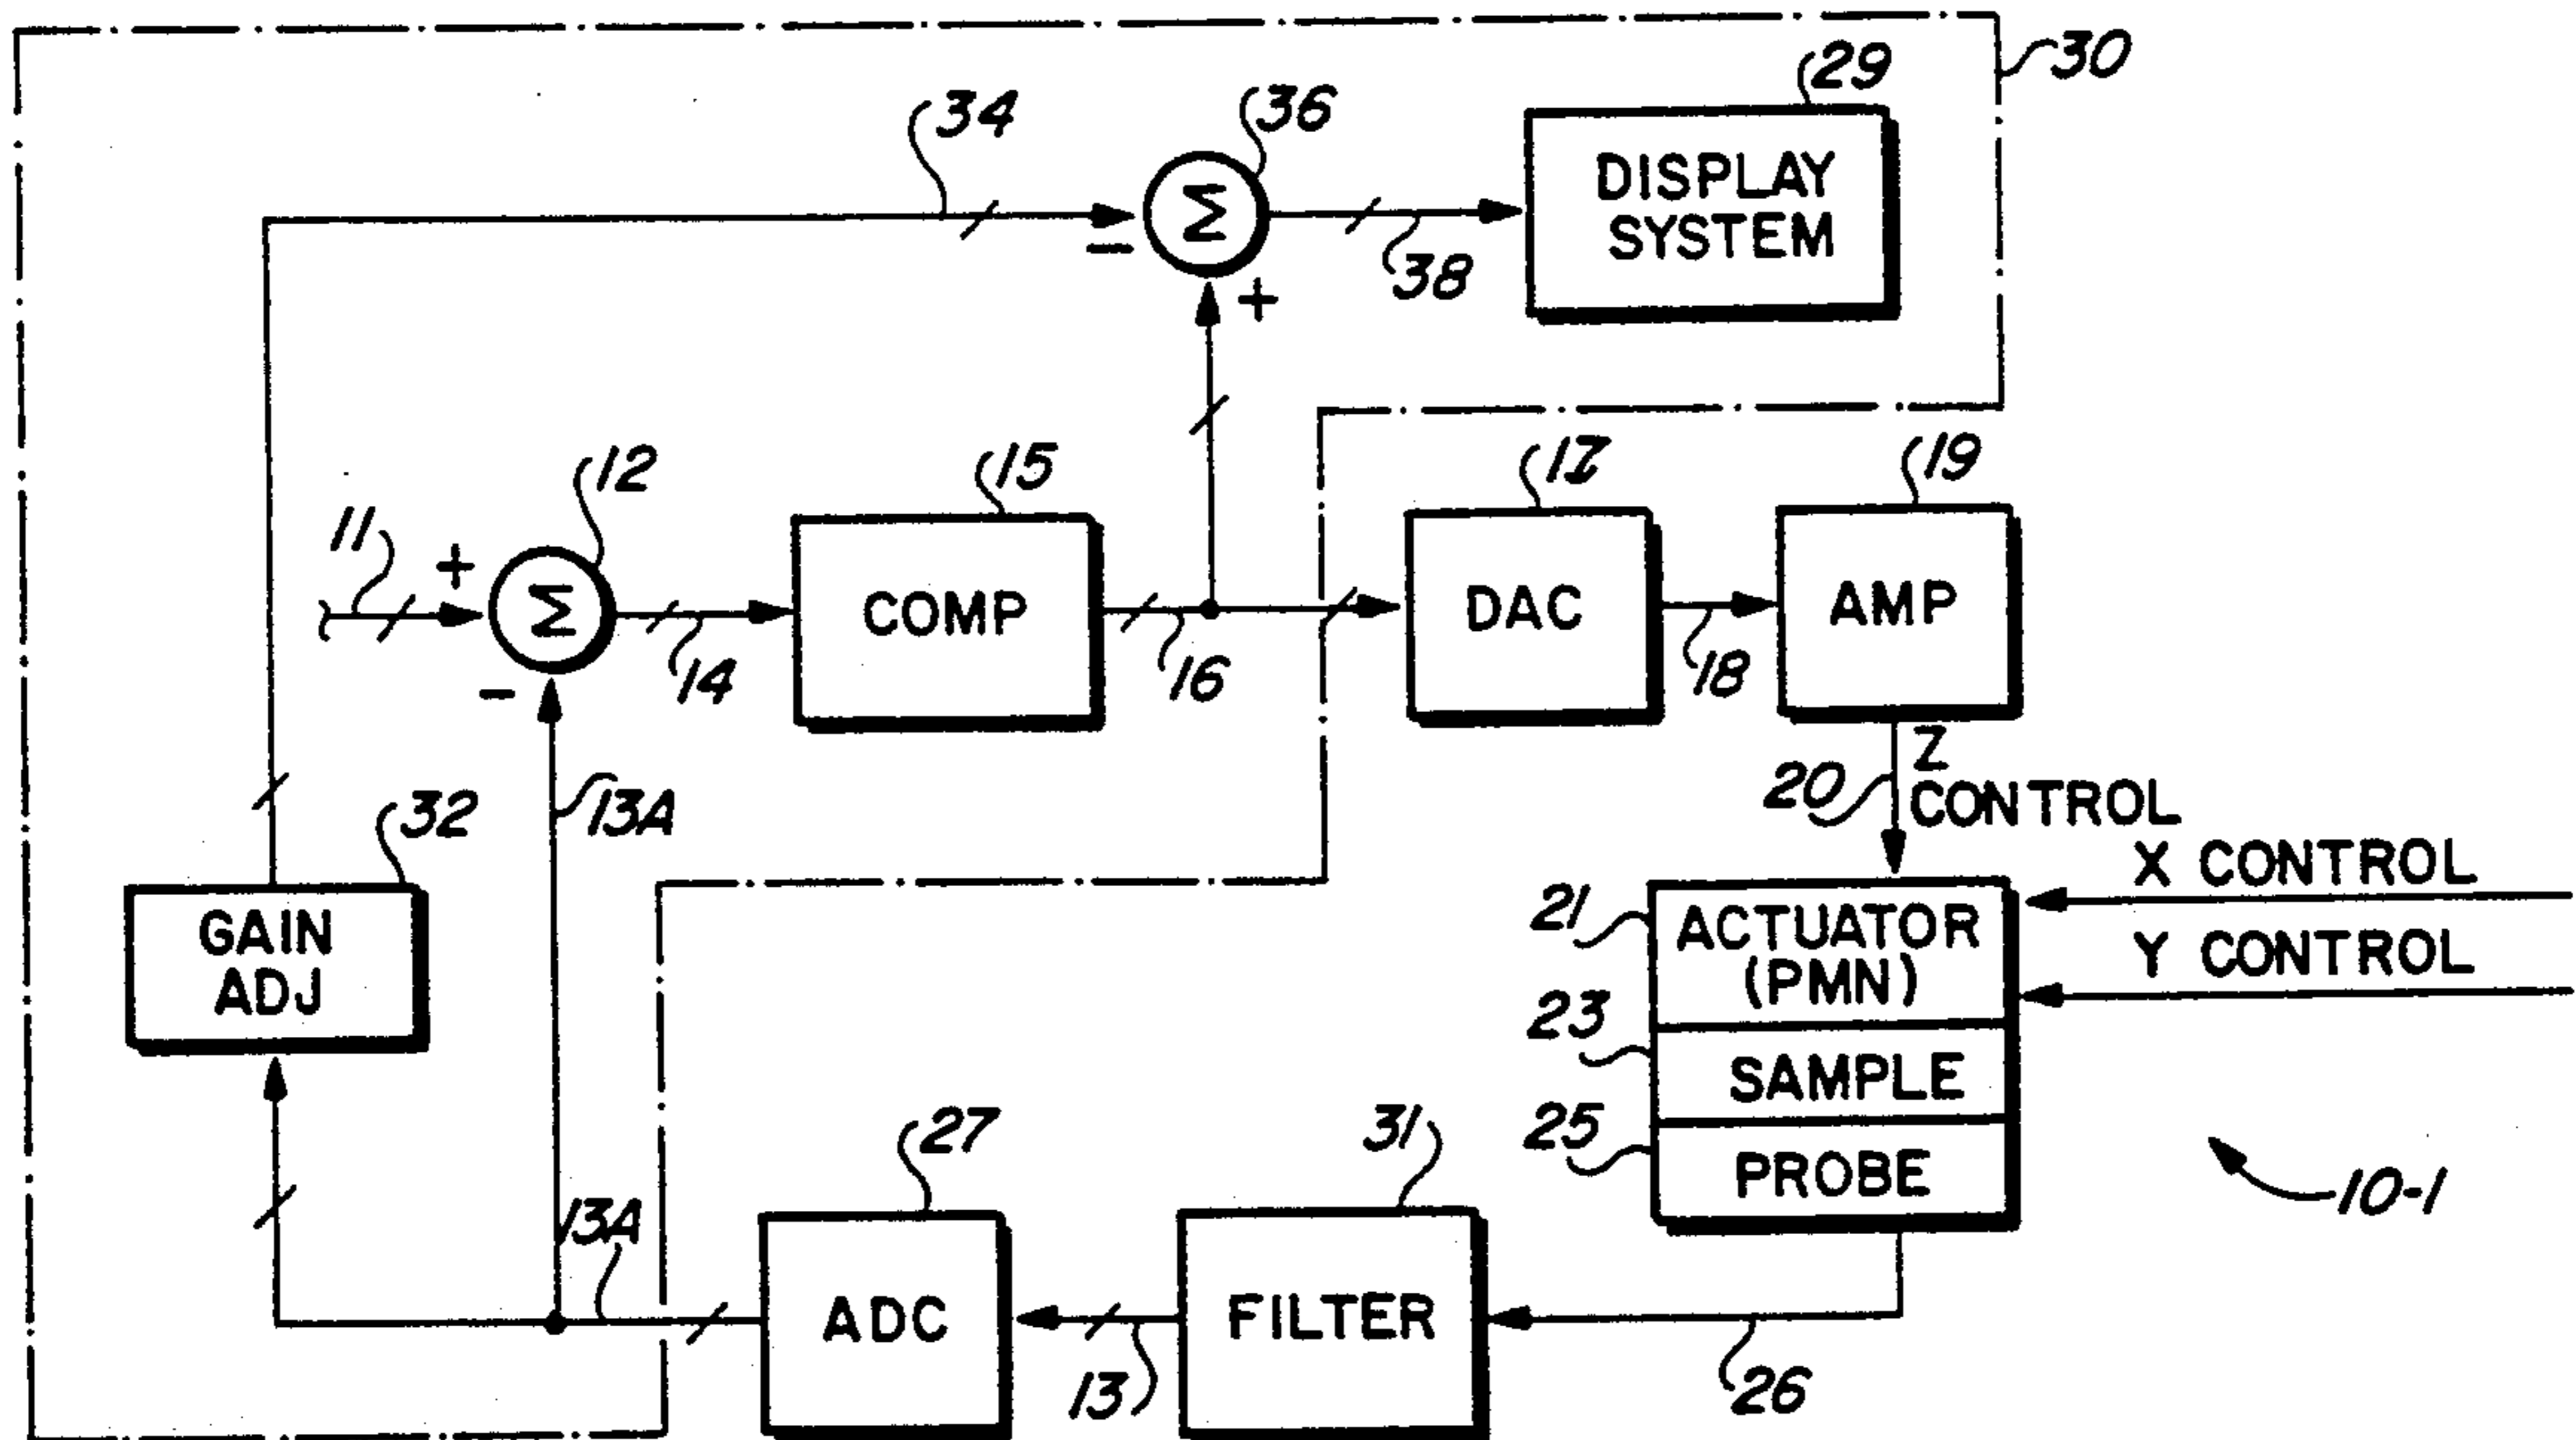 30
29
34
36
DISPLAY
SYSTEM
Σ
−
38
+
12
15
17
19
11
+
Σ
COMP
DAC
AMP
−
14
16
18
13A
20
Z
CONTROL
32
X CONTROL
GAIN
ADJ
21
ACTUATOR
(PMN)
Y CONTROL
23
SAMPLE
25
PROBE
27
31
10-1
13A
ADC
FILTER
13
26